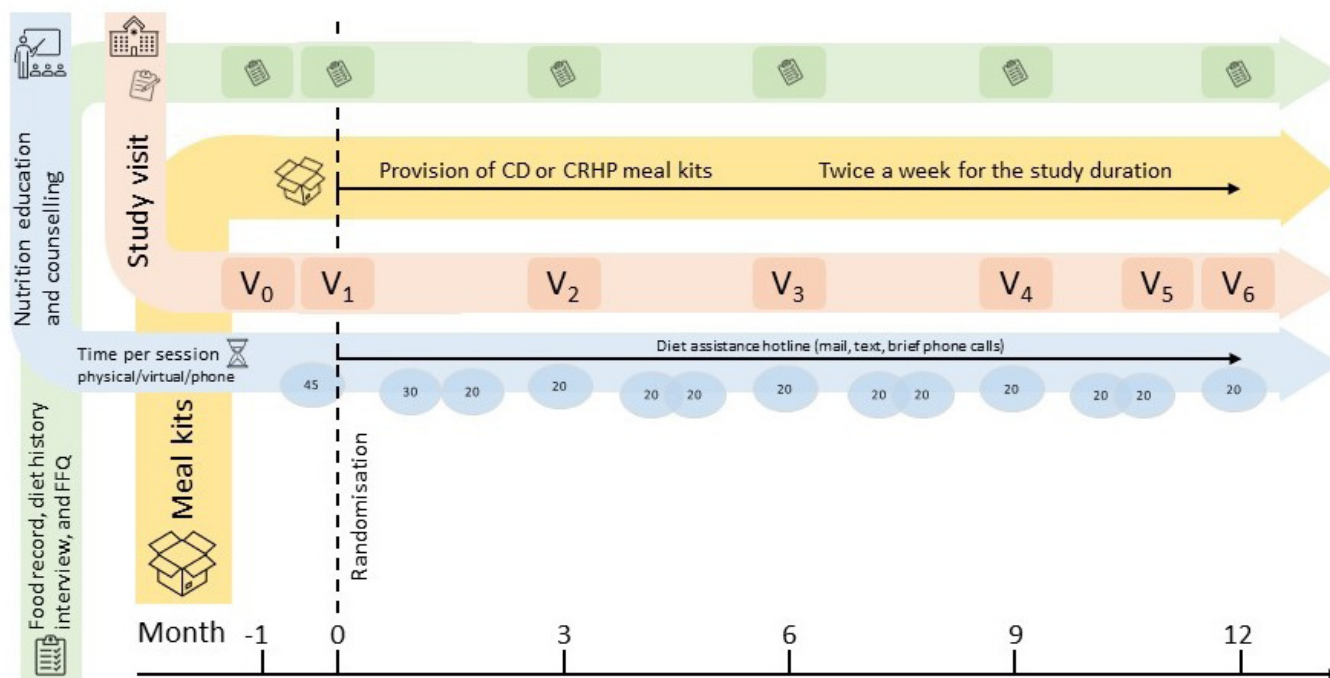 Nutrition education
and counselling
Study visit
Provision of CD or CRHP meal kits
Twice a week for the study duration
V0
V1
V2
V3
V4
V5
V6
Time per session
physical/virtual/phone
Diet assistance hotline (mail, text, brief phone calls)
45
30
20
20
20
20
20
20
20
20
20
20
20
Meal kits
Food record, diet history
interview, and FFQ
Randomisation
Month
-1
0
3
6
9
12